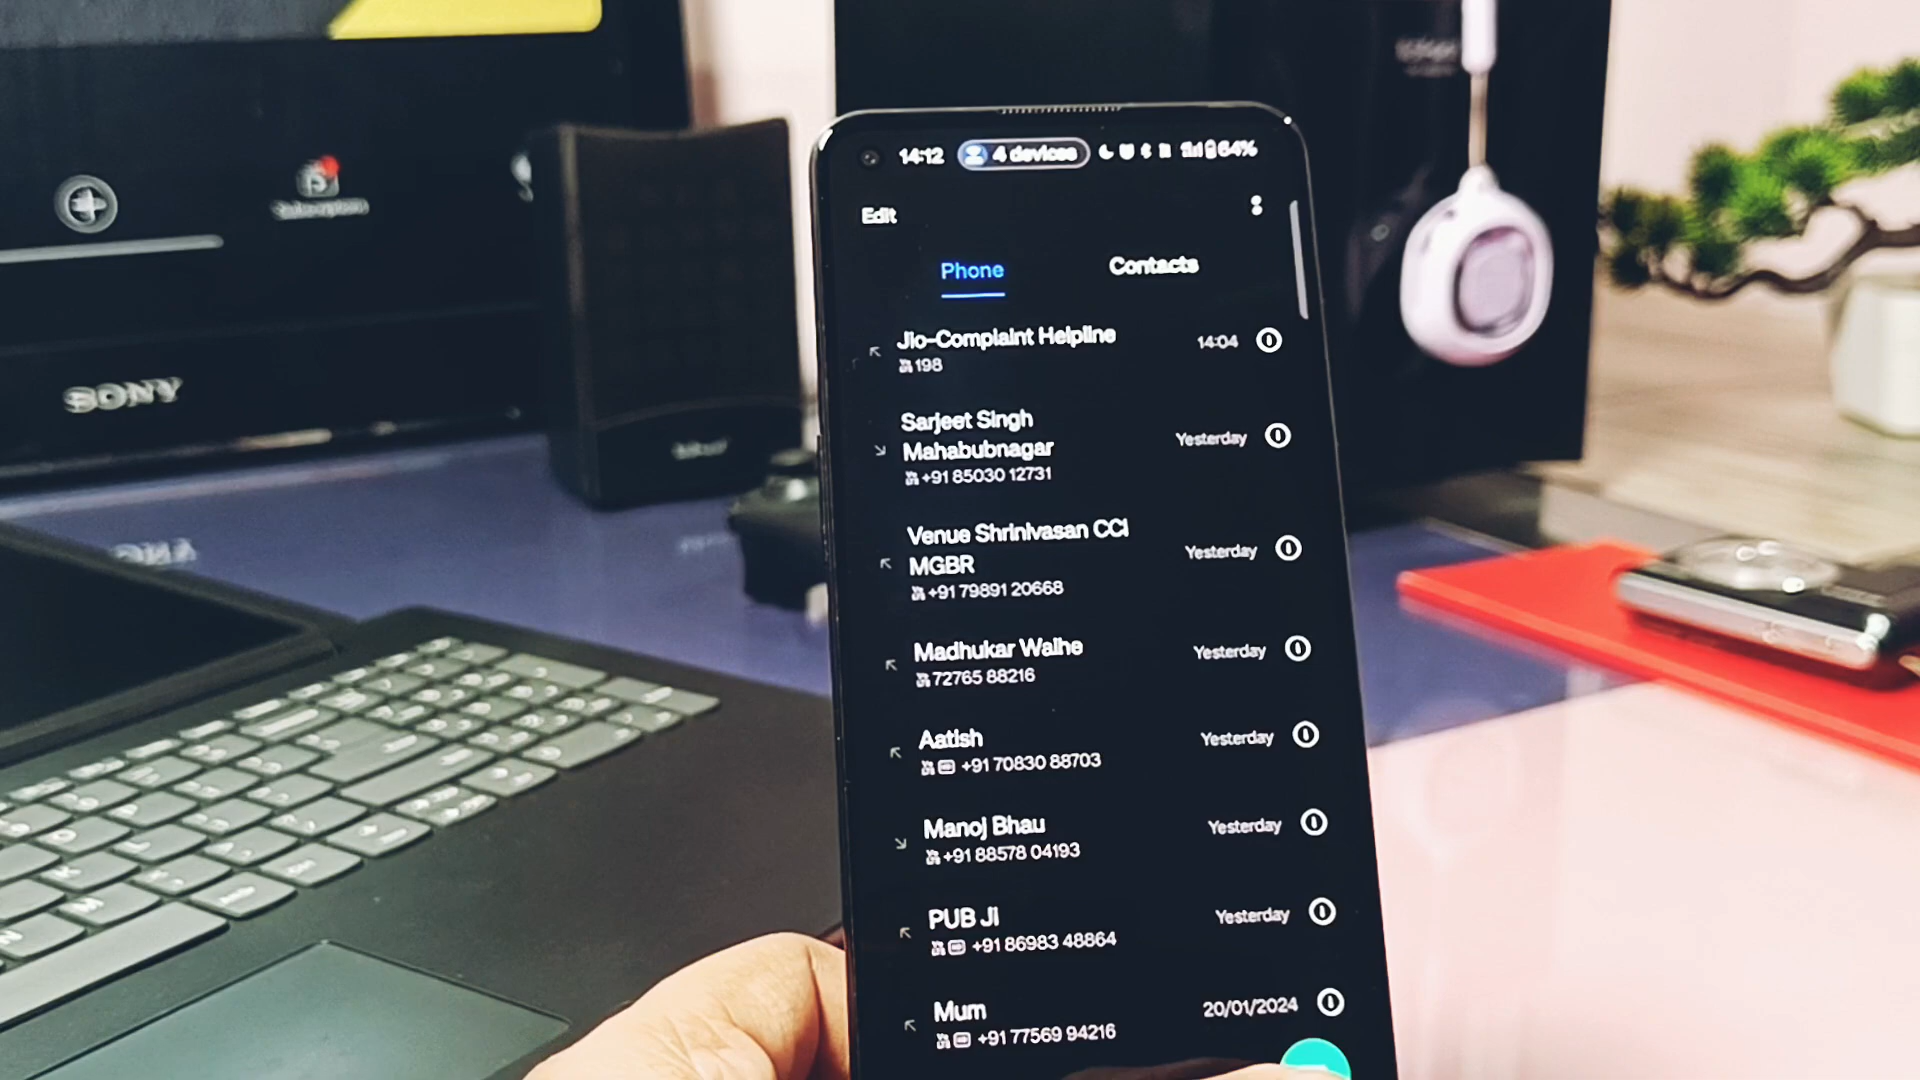 14:12 4 devices 64%
Edit
Phone Contacts
Jio-Complaint Helpline
198
14:04
Sarjeet Singh
Mahabubnagar
+91 85030 12731
Yesterday
Venue Shrinivasan CCI
MGBR
+91 79891 20668
Yesterday
Madhukar Walhe
72765 88216
Yesterday
Aatish
+91 70830 88703
Yesterday
Manoj Bhau
+91 88578 04193
Yesterday
PUB Ji
+91 86983 48864
Yesterday
Mum
+91 77569 94216
20/01/2024
SONY